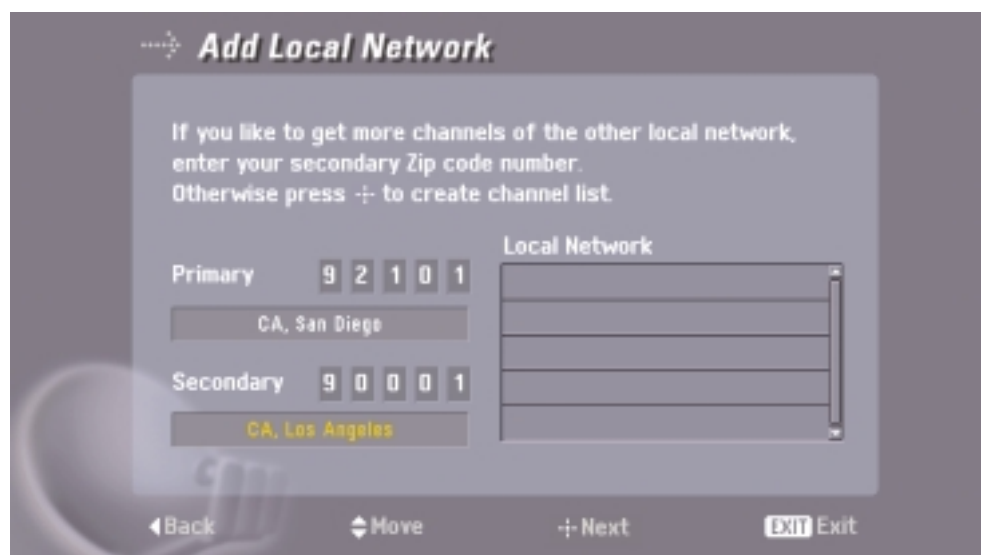 Add Local Network
If you like to get more channels of the other local network,
enter your secondary Zip code number.
Otherwise press -¦- to create channel list.
Local Network
Primary 9 2 1 0 1
CA, San Diego
Secondary 9 0 0 0 1
CA, Los Angeles
Back Move Next EXIT Exit